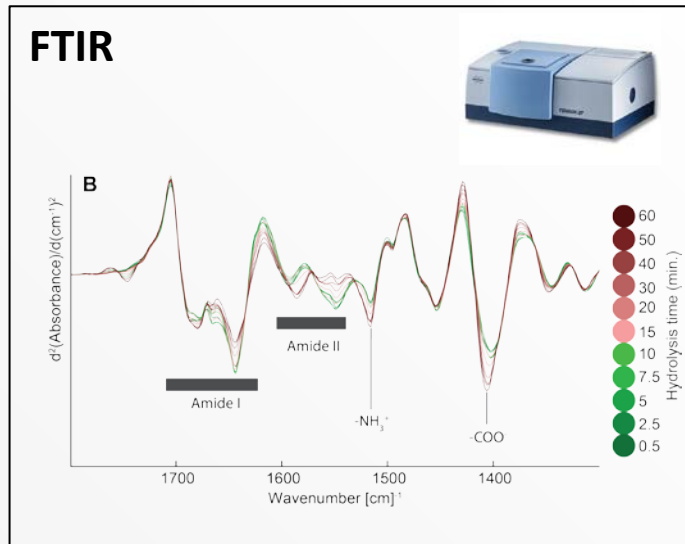 FTIR
B
d²(Absorbance)/d(cm⁻¹)²
Amide I
Amide II
-NH₃⁺
-COO⁻
1700
1600
1500
1400
Wavenumber [cm]⁻¹
60
50
40
30
20
15
10
7.5
5
2.5
0.5
Hydrolysis time (min.)